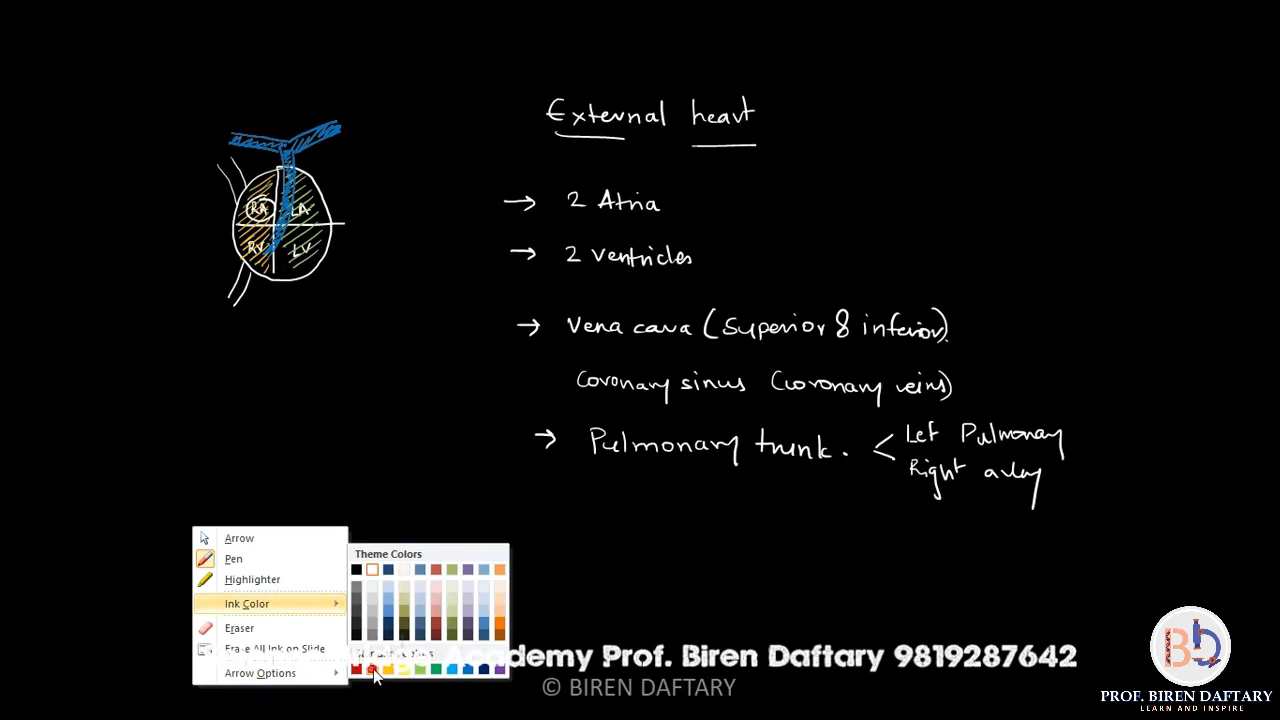 External heart
→ 2 Atria
→ 2 ventricles
RA LA
RV LV
→ Vena cava (Superior & inferior).
Coronary sinus (coronary veins)
→ Pulmonary trunk. < Let Pulmonary
Right artey
Arrow
Pen
Highlighter
Ink Color
Eraser
Erase All Ink on Slide
Arrow Options
Theme Colors
Academy Prof. Biren Daftary 9819287642
© BIREN DAFTARY
PROF. BIREN DAFTARY
LEARN AND INSPIRE